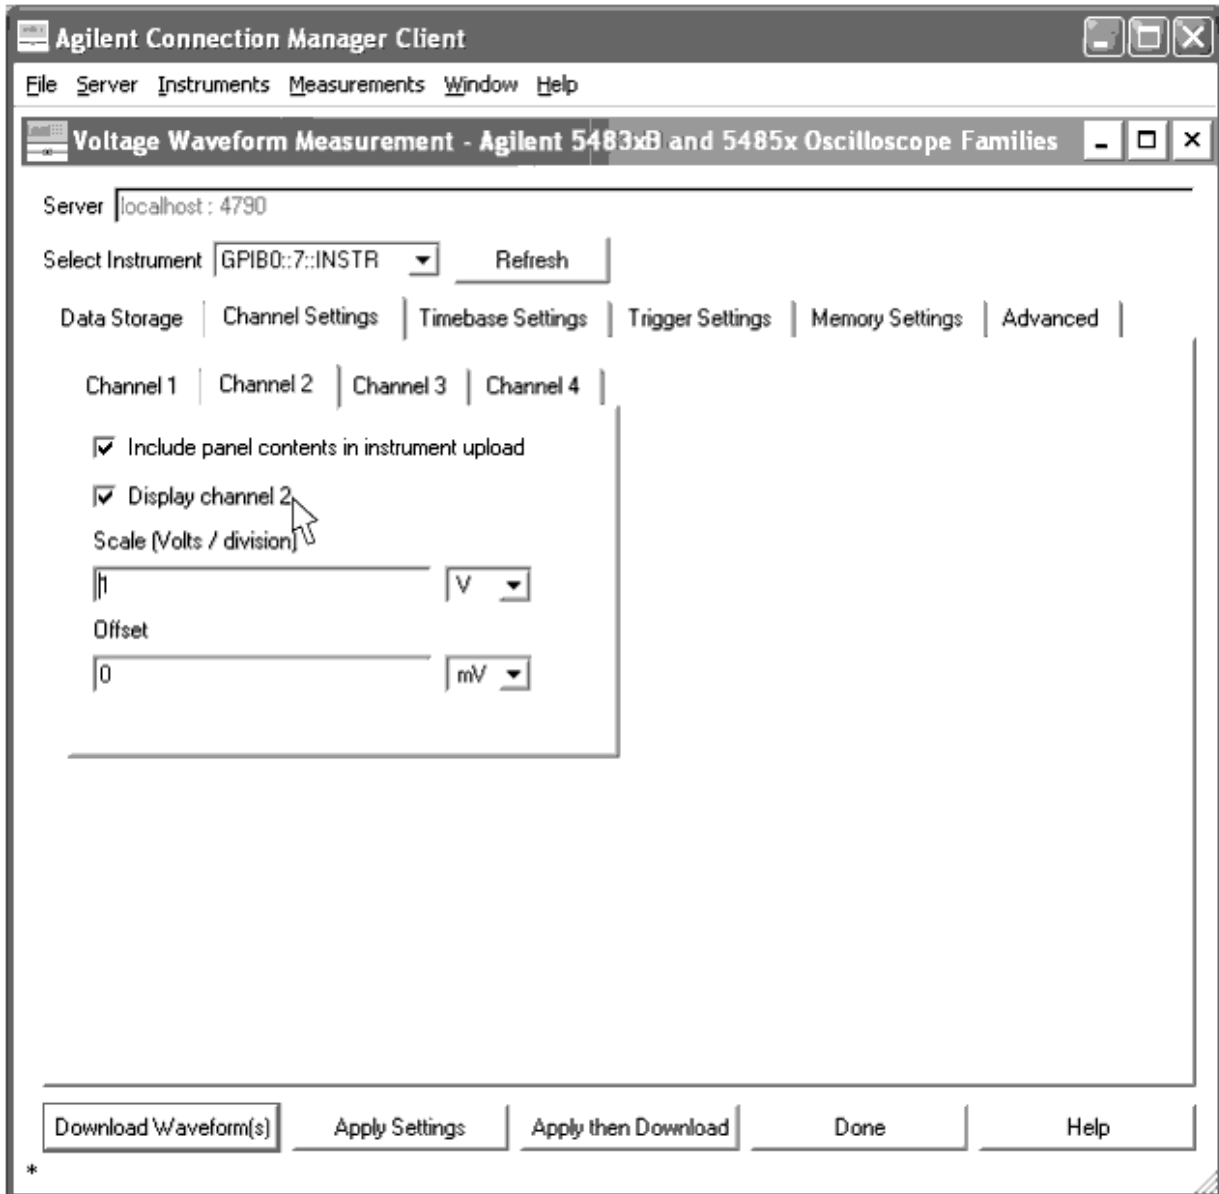 Agilent Connection Manager Client
File Server Instruments Measurements Window Help
Voltage Waveform Measurement - Agilent 5483xB and 5485x Oscilloscope Families
Server localhost : 4790
Select Instrument GPIB0::7::INSTR Refresh
Data Storage Channel Settings Timebase Settings Trigger Settings Memory Settings Advanced
Channel 1 Channel 2 Channel 3 Channel 4
Include panel contents in instrument upload
Display channel 2
Scale (Volts / division)
1 V
Offset
0 mV
Download Waveform(s) Apply Settings Apply then Download Done Help
*